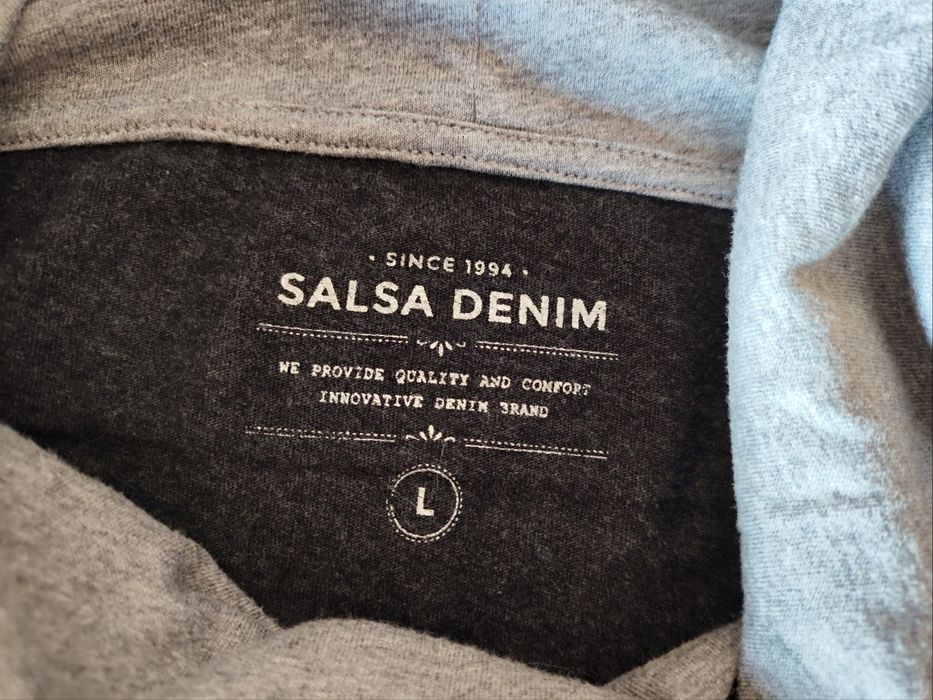 · SINCE 1994 ·
SALSA DENIM
WE PROVIDE QUALITY AND COMFORT
INNOVATIVE DENIM BRAND
L